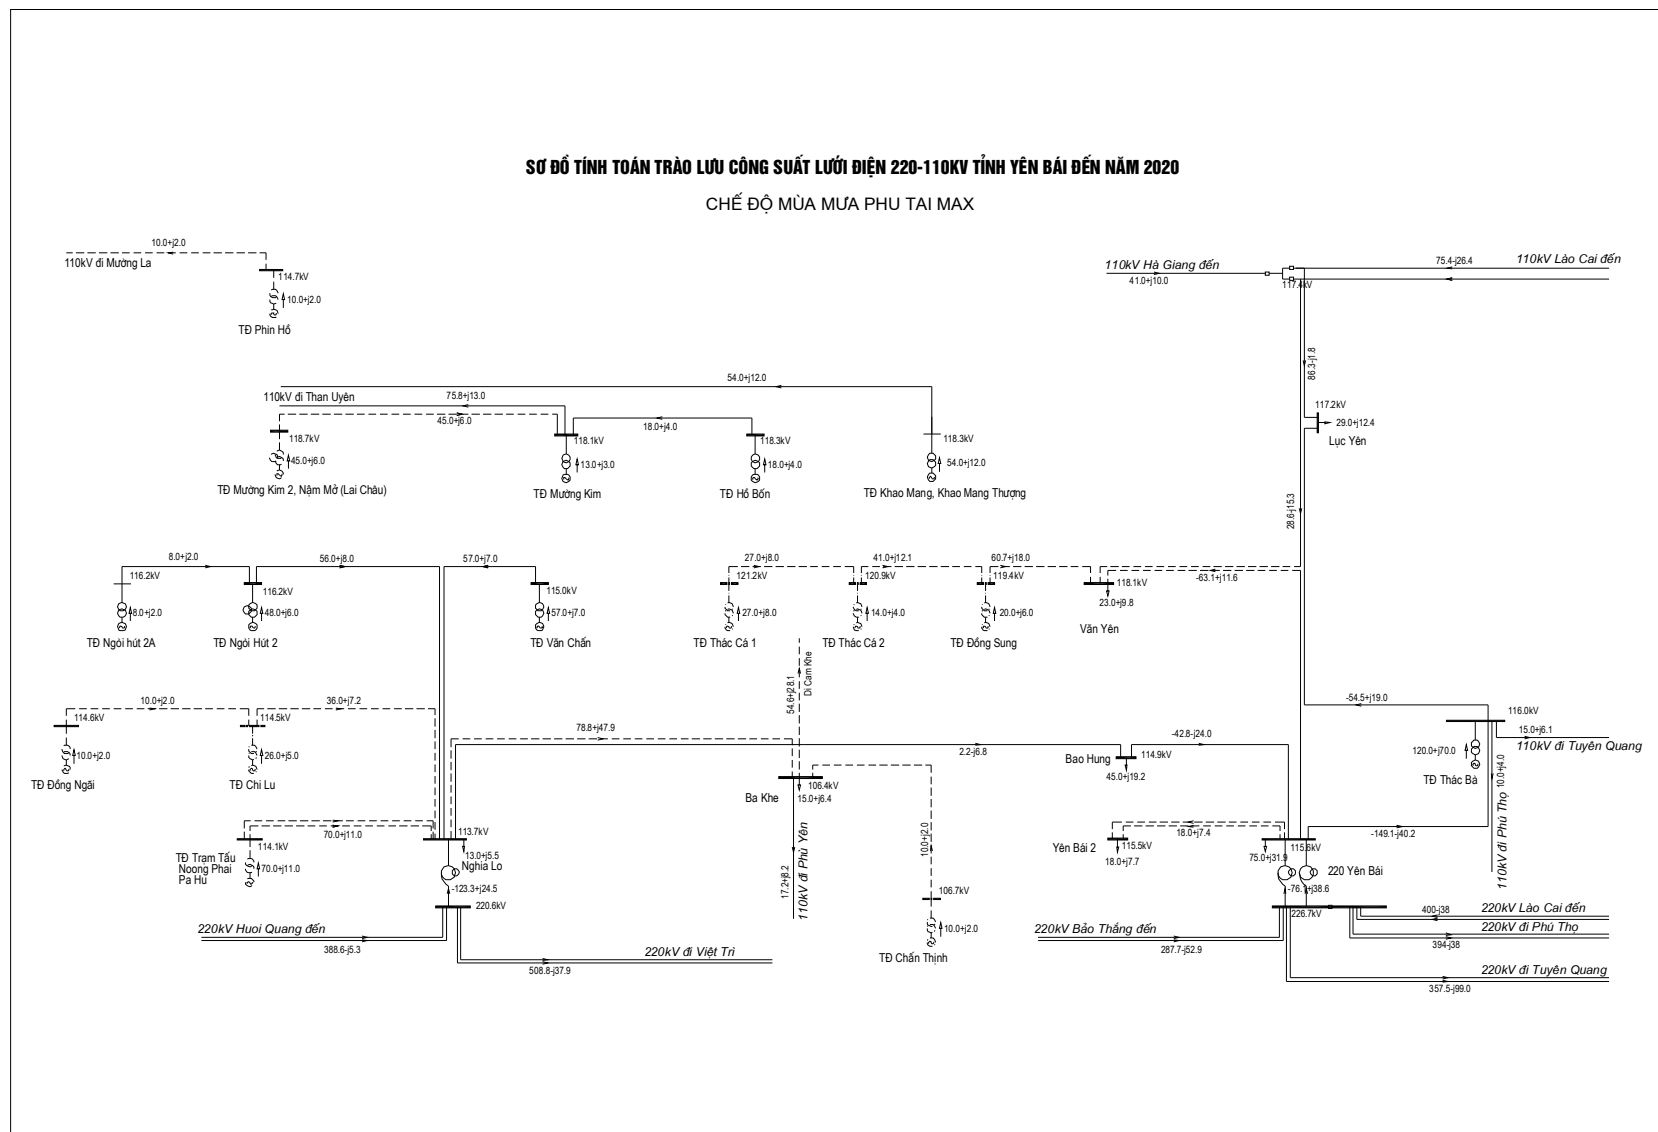 SƠ ĐỒ TÍNH TOÁN TRÀO LƯU CÔNG SUẤT LƯỚI ĐIỆN 220-110KV TỈNH YÊN BÁI ĐẾN NĂM 2020
CHẾ ĐỘ MÙA MƯA PHU TAI MAX
10.0+j2.0
110kV đi Mường La
114.7kV
10.0+j2.0
TĐ Phin Hồ
110kV Hà Giang đến
41.0+j10.0
75.4-j26.4
110kV Lào Cai đến
117.4kV
86.3-j1.8
117.2kV
29.0+j12.4
Lục Yên
28.6-j15.3
54.0+j12.0
110kV đi Than Uyên
75.8+j13.0
45.0+j6.0
18.0+j4.0
118.7kV
118.1kV
118.3kV
118.3kV
45.0+j6.0
13.0+j3.0
18.0+j4.0
54.0+j12.0
TĐ Mường Kim 2, Nậm Mở (Lai Châu)
TĐ Mường Kim
TĐ Hồ Bốn
TĐ Khao Mang, Khao Mang Thượng
8.0+j2.0
56.0+j8.0
57.0+j7.0
27.0+j8.0
41.0+j12.1
60.7+j18.0
-63.1+j11.6
116.2kV
116.2kV
115.0kV
121.2kV
120.9kV
119.4kV
118.1kV
8.0+j2.0
48.0+j6.0
57.0+j7.0
27.0+j8.0
14.0+j4.0
20.0+j6.0
23.0+j9.8
TĐ Ngòi hút 2A
TĐ Ngòi Hút 2
TĐ Văn Chấn
TĐ Thác Cá 1
TĐ Thác Cá 2
TĐ Đồng Sung
Văn Yên
54.6+j28.1
Di Cam Khe
10.0+j2.0
36.0+j7.2
114.6kV
114.5kV
10.0+j2.0
26.0+j5.0
TĐ Đồng Ngãi
TĐ Chi Lu
78.8+j47.9
2.2-j6.8
-42.8-j24.0
Bao Hung
114.9kV
45.0+j19.2
-54.5+j19.0
116.0kV
15.0+j6.1
110kV đi Tuyên Quang
120.0+j70.0
TĐ Thác Bà
10.0+j4.0
110kV đi Phú Thọ
106.4kV
15.0+j6.4
Ba Khe
17.2+j8.2
110kV đi Phù Yên
10.0+j2.0
106.7kV
10.0+j2.0
TĐ Chấn Thịnh
70.0+j11.0
114.1kV
70.0+j11.0
TĐ Trạm Tấu
Noong Phai
Pa Hu
113.7kV
13.0+j5.5
Nghia Lo
-123.3+j24.5
220.6kV
220kV Huoi Quang đến
388.6-j5.3
220kV đi Việt Trì
508.8-j37.9
18.0+j7.4
Yên Bái 2
115.5kV
18.0+j7.7
-149.1-j40.2
115.6kV
75.0+j31.9
220 Yên Bái
-76.1+j38.6
226.7kV
220kV Bảo Thắng đến
287.7-j52.9
400-j38
220kV Lào Cai đến
220kV đi Phú Thọ
394-j38
220kV đi Tuyên Quang
357.5-j99.0